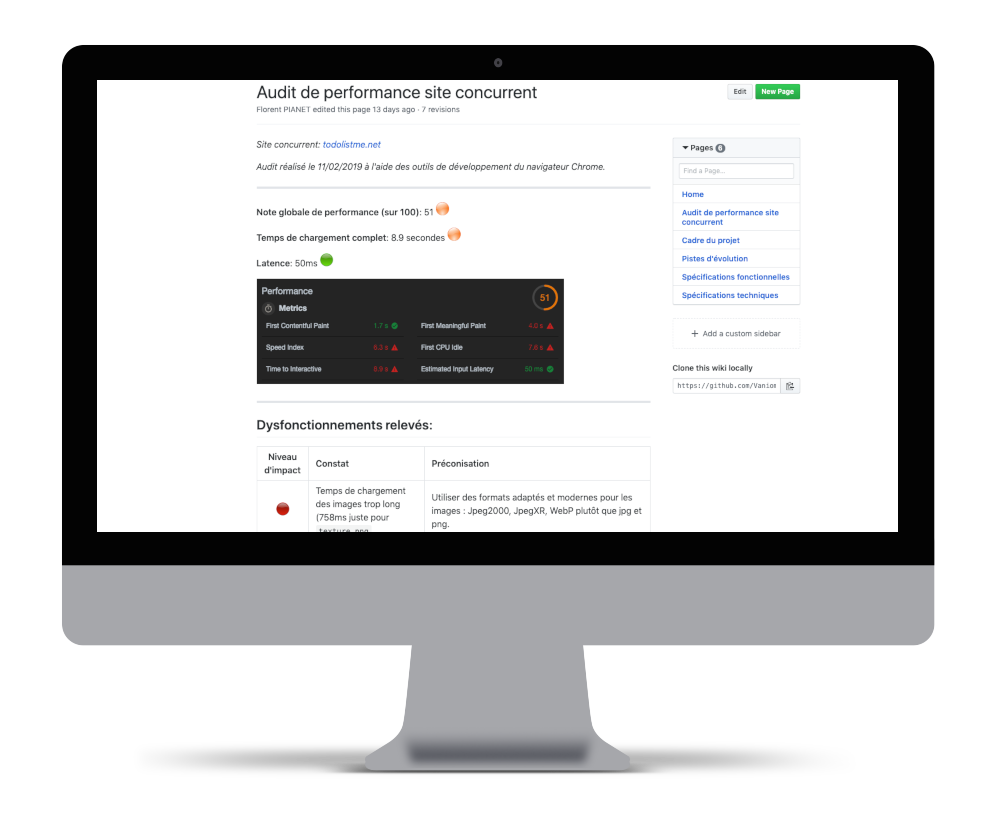 Audit de performance site concurrent
Edit
New Page
Florent PIANET edited this page 13 days ago · 7 revisions
Site concurrent: todolistme.net
Audit réalisé le 11/02/2019 à l'aide des outils de développement du navigateur Chrome.
Note globale de performance (sur 100): 51
Temps de chargement complet: 8.9 secondes
Latence: 50ms
Performance
51
Metrics
First Contentful Paint 1.7 s
First Meaningful Paint 4.0 s
Speed Index
First CPU Idle
Time to Interactive 8.9 s
Estimated Input Latency 50 ms
Dysfonctionnements relevés:
Niveau d'impact
Constat
Préconisation
Temps de chargement
des images trop long
(758ms juste pour
texture.png
Utiliser des formats adaptés et modernes pour les
images : Jpeg2000, JpegXR, WebP plutôt que jpg et
png.
Pages 6
Find a Page...
Home
Audit de performance site
concurrent
Cadre du projet
Pistes d'évolution
Spécifications fonctionnelles
Spécifications techniques
+ Add a custom sidebar
Clone this wiki locally
https://github.com/Vanion